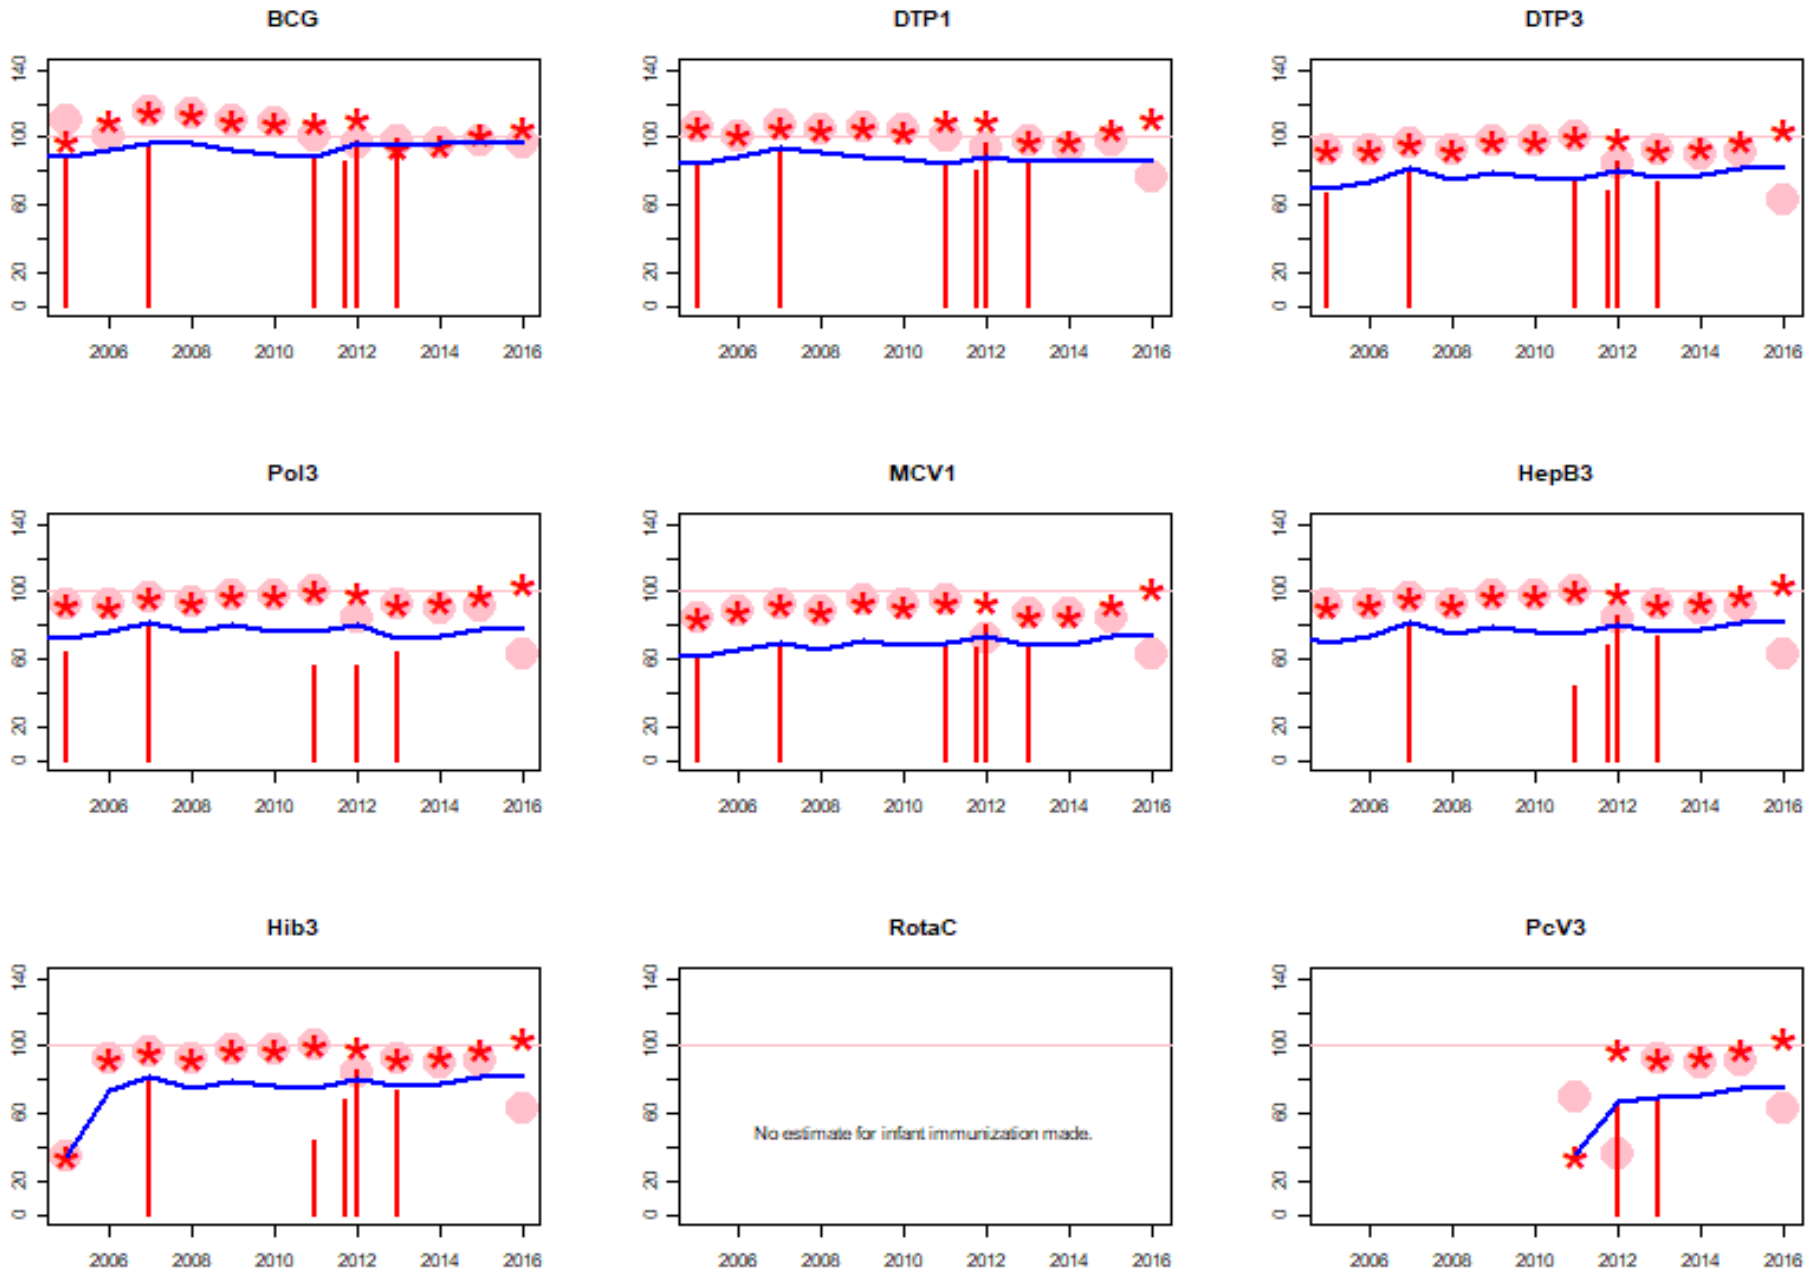 BCG
DTP1
DTP3
0 20 60 100 140
0 20 60 100 140
0 20 60 100 140
2006 2008 2010 2012 2014 2016
2006 2008 2010 2012 2014 2016
2006 2008 2010 2012 2014 2016
Pol3
MCV1
HepB3
0 20 60 100 140
0 20 60 100 140
0 20 60 100 140
2006 2008 2010 2012 2014 2016
2006 2008 2010 2012 2014 2016
2006 2008 2010 2012 2014 2016
Hib3
RotaC
PcV3
0 20 60 100 140
0 20 60 100 140
No estimate for infant immunization made.
0 20 60 100 140
2006 2008 2010 2012 2014 2016
2006 2008 2010 2012 2014 2016
2006 2008 2010 2012 2014 2016